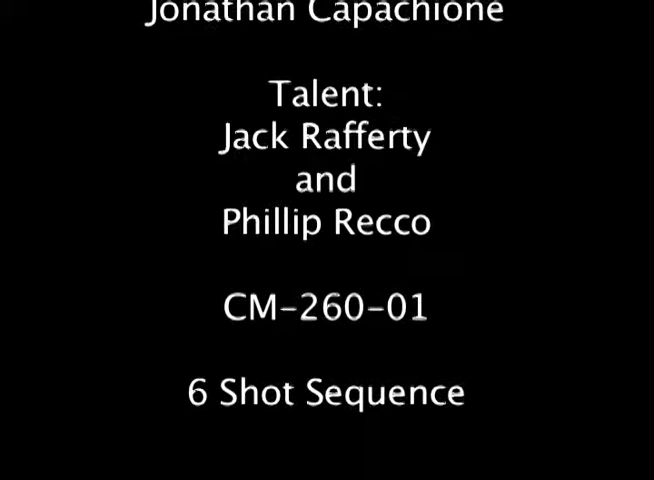 Jonathan Capachione
Talent:
Jack Rafferty
and
Phillip Recco
CM-260-01
6 Shot Sequence